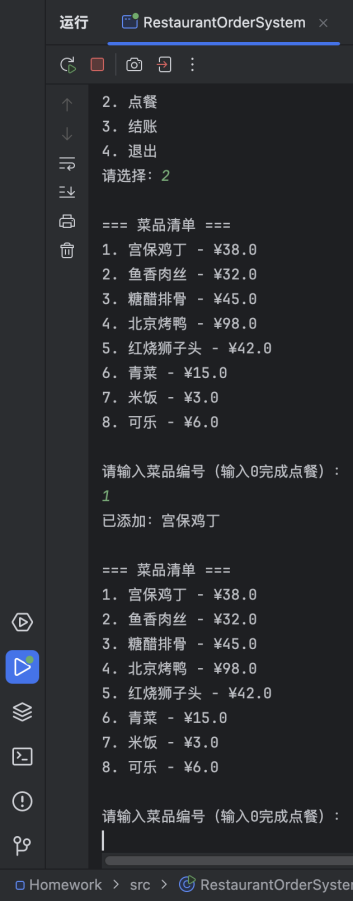 运行 RestaurantOrderSystem
2. 点餐
3. 结账
4. 退出
请选择: 2
=== 菜品清单 ===
1. 宫保鸡丁 - ¥38.0
2. 鱼香肉丝 - ¥32.0
3. 糖醋排骨 - ¥45.0
4. 北京烤鸭 - ¥98.0
5. 红烧狮子头 - ¥42.0
6. 青菜 - ¥15.0
7. 米饭 - ¥3.0
8. 可乐 - ¥6.0
请输入菜品编号（输入0完成点餐）:
1
已添加: 宫保鸡丁
=== 菜品清单 ===
1. 宫保鸡丁 - ¥38.0
2. 鱼香肉丝 - ¥32.0
3. 糖醋排骨 - ¥45.0
4. 北京烤鸭 - ¥98.0
5. 红烧狮子头 - ¥42.0
6. 青菜 - ¥15.0
7. 米饭 - ¥3.0
8. 可乐 - ¥6.0
请输入菜品编号（输入0完成点餐）:
Homework > src > RestaurantOrderSyster